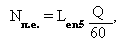 Nп.е. = Lеп5 Q/60 ,